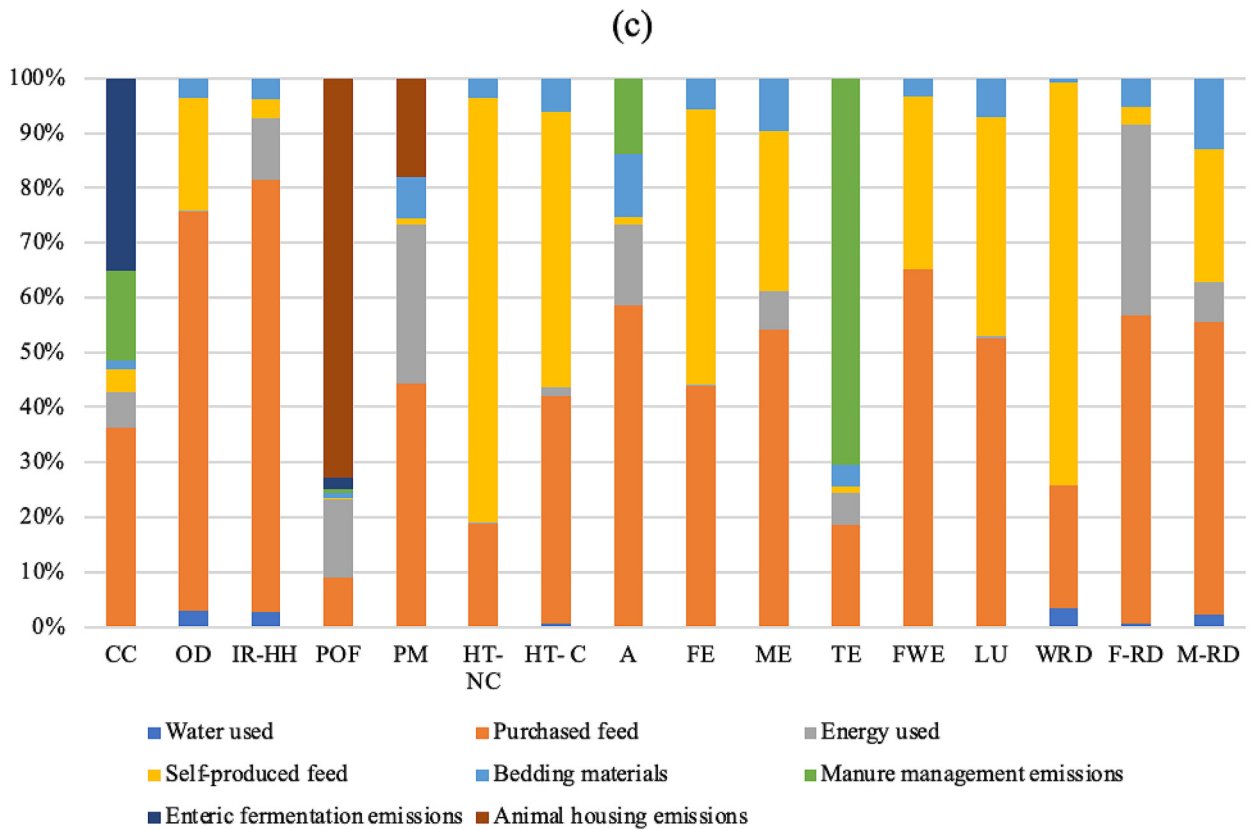 (c)
100%
90%
80%
70%
60%
50%
40%
30%
20%
10%
0%
CC OD IR-HH POF PM HT- HT- C A FE ME TE FWE LU WRD F-RD M-RD
NC
Water used Purchased feed Energy used
Self-produced feed Bedding materials Manure management emissions
Enteric fermentation emissions Animal housing emissions